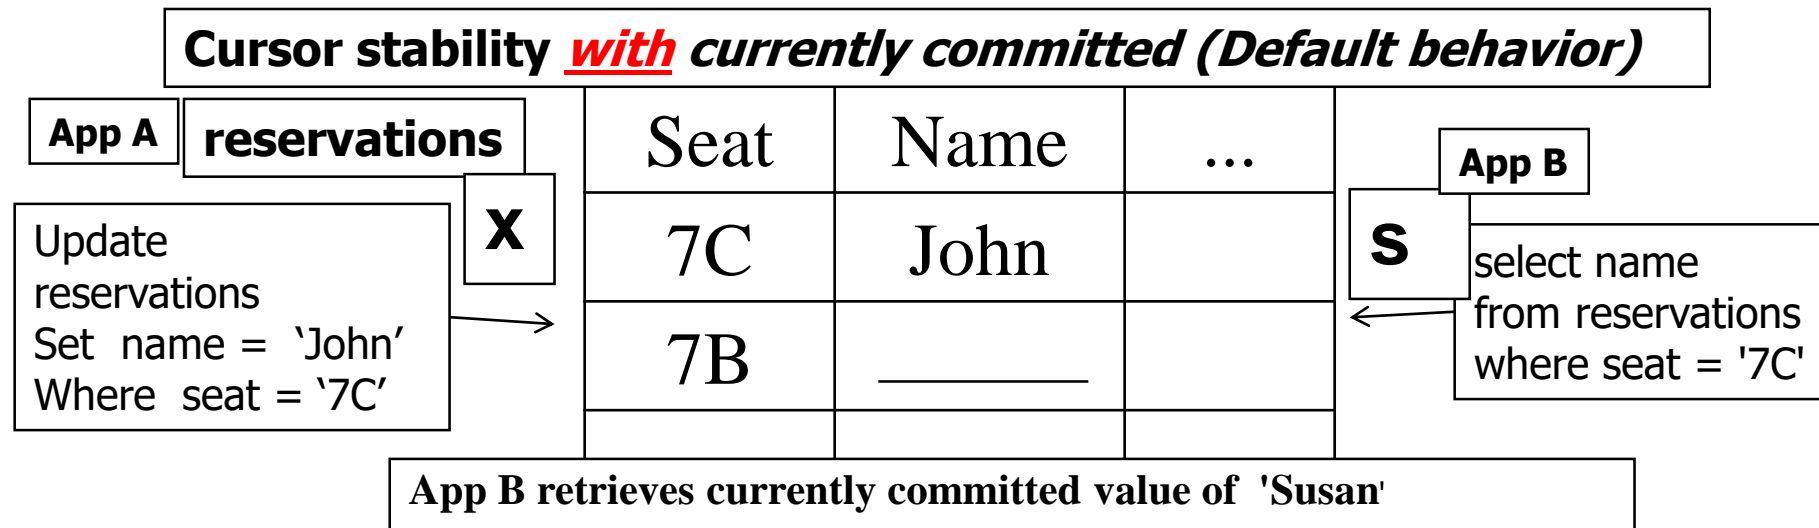 Cursor stability with currently committed (Default behavior)
App A
reservations
X
Update
reservations
Set name = ‘John’
Where seat = ‘7C’
Seat Name ...
7C John
7B ______
App B
S
select name
from reservations
where seat = '7C'
App B retrieves currently committed value of 'Susan'